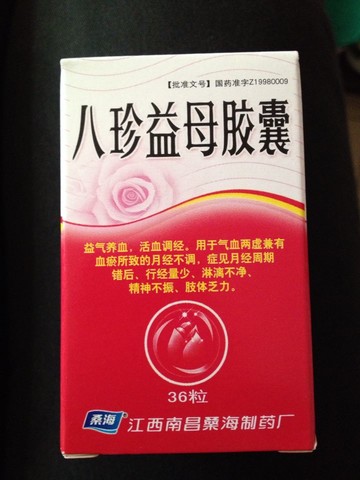 【批准文号】国药准字Z19980009
八珍益母胶囊
益气养血，活血调经。用于气血两虚兼有
血瘀所致的月经不调，症见月经周期
错后、行经量少、淋漓不净、
精神不振、肢体乏力。
36粒
桑海 江西南昌桑海制药厂